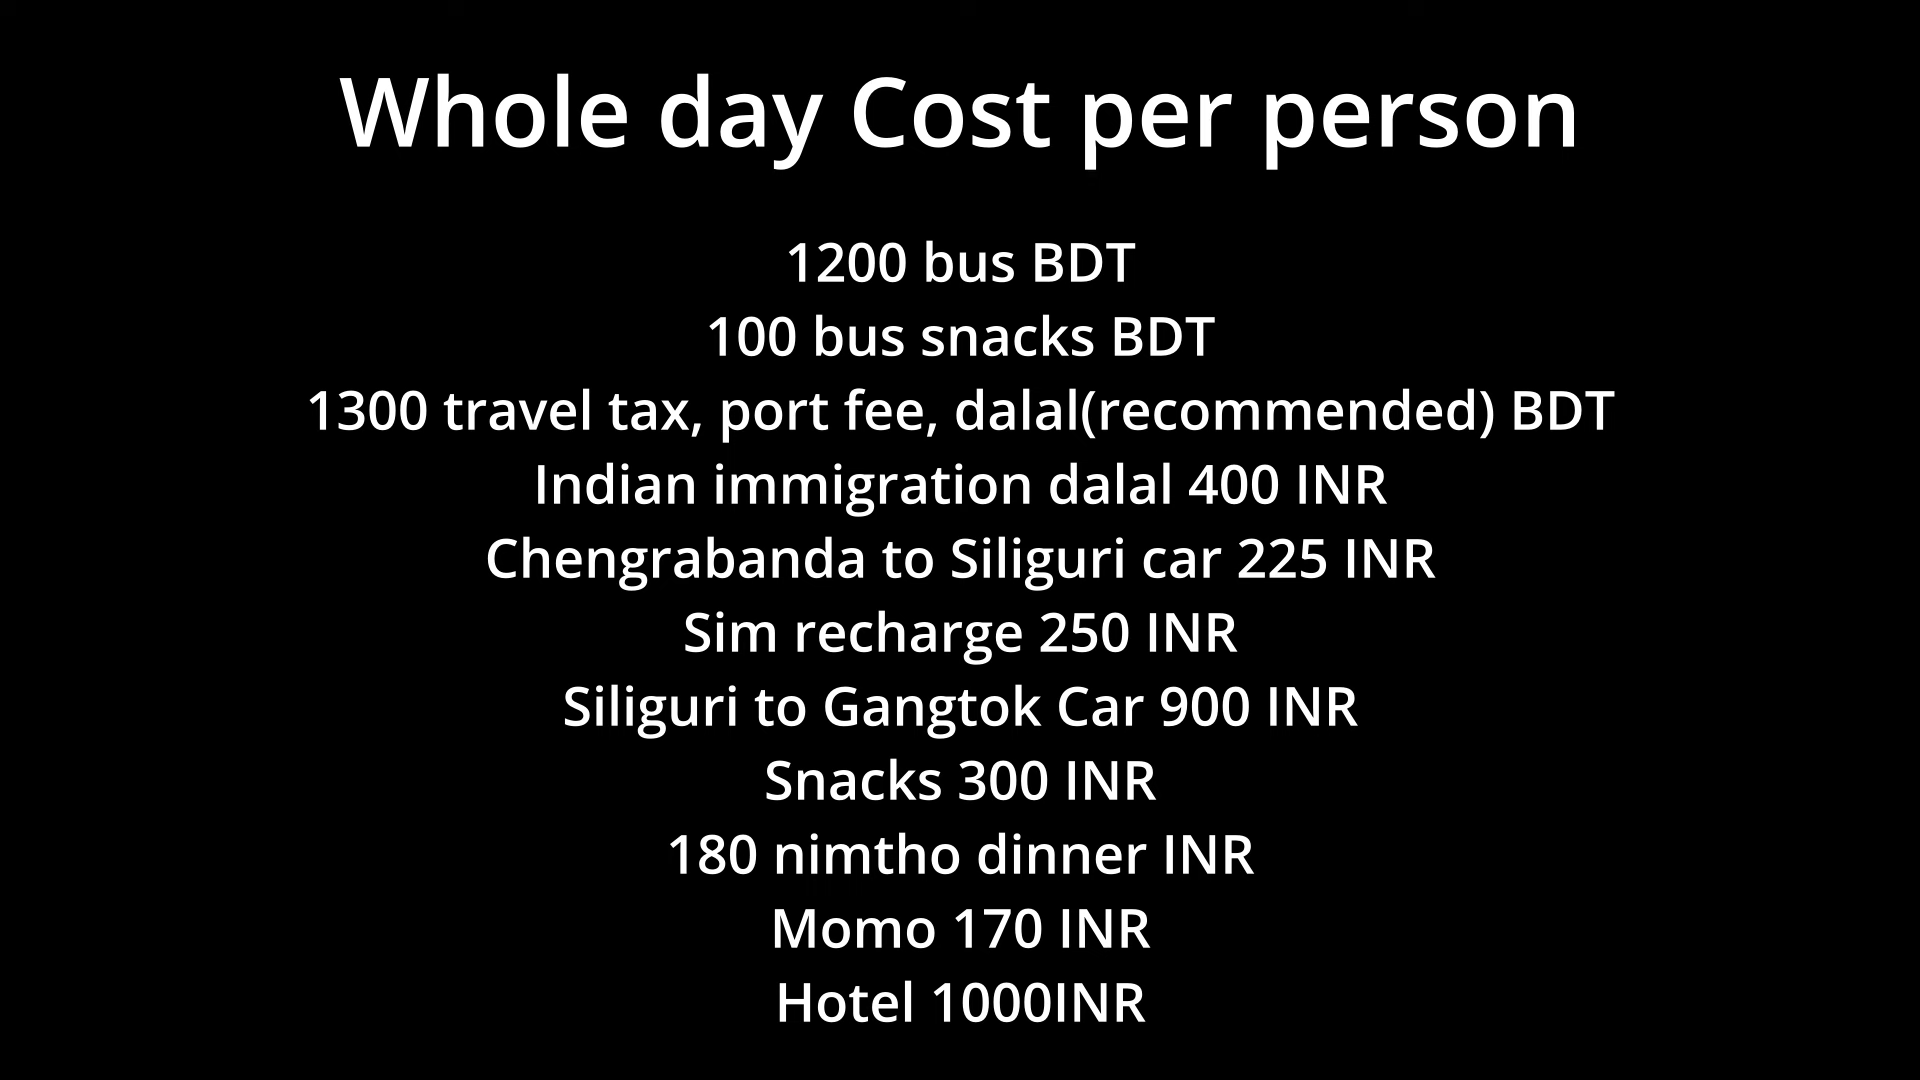 Whole day Cost per person
1200 bus BDT
100 bus snacks BDT
1300 travel tax, port fee, dalal(recommended) BDT
Indian immigration dalal 400 INR
Chengrabanda to Siliguri car 225 INR
Sim recharge 250 INR
Siliguri to Gangtok Car 900 INR
Snacks 300 INR
180 nimtho dinner INR
Momo 170 INR
Hotel 1000INR